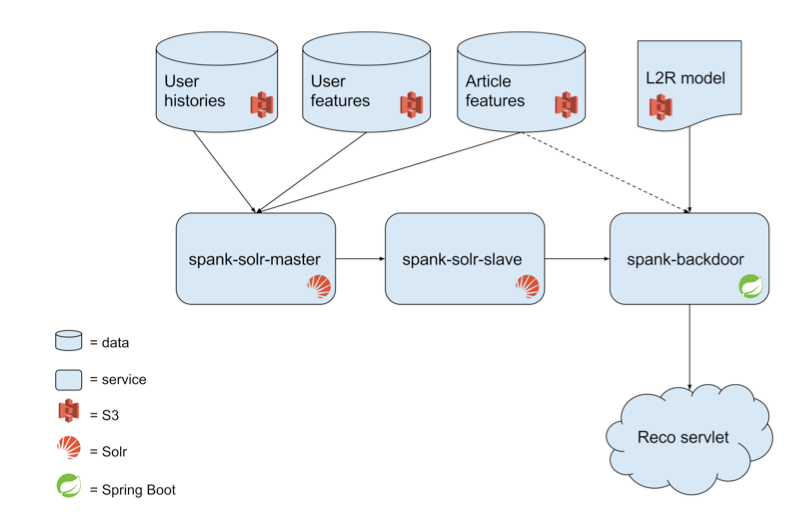 User
histories
User
features
Article
features
L2R model
spank-solr-master
spank-solr-slave
spank-backdoor
= data
= service
= S3
= Solr
= Spring Boot
Reco servlet